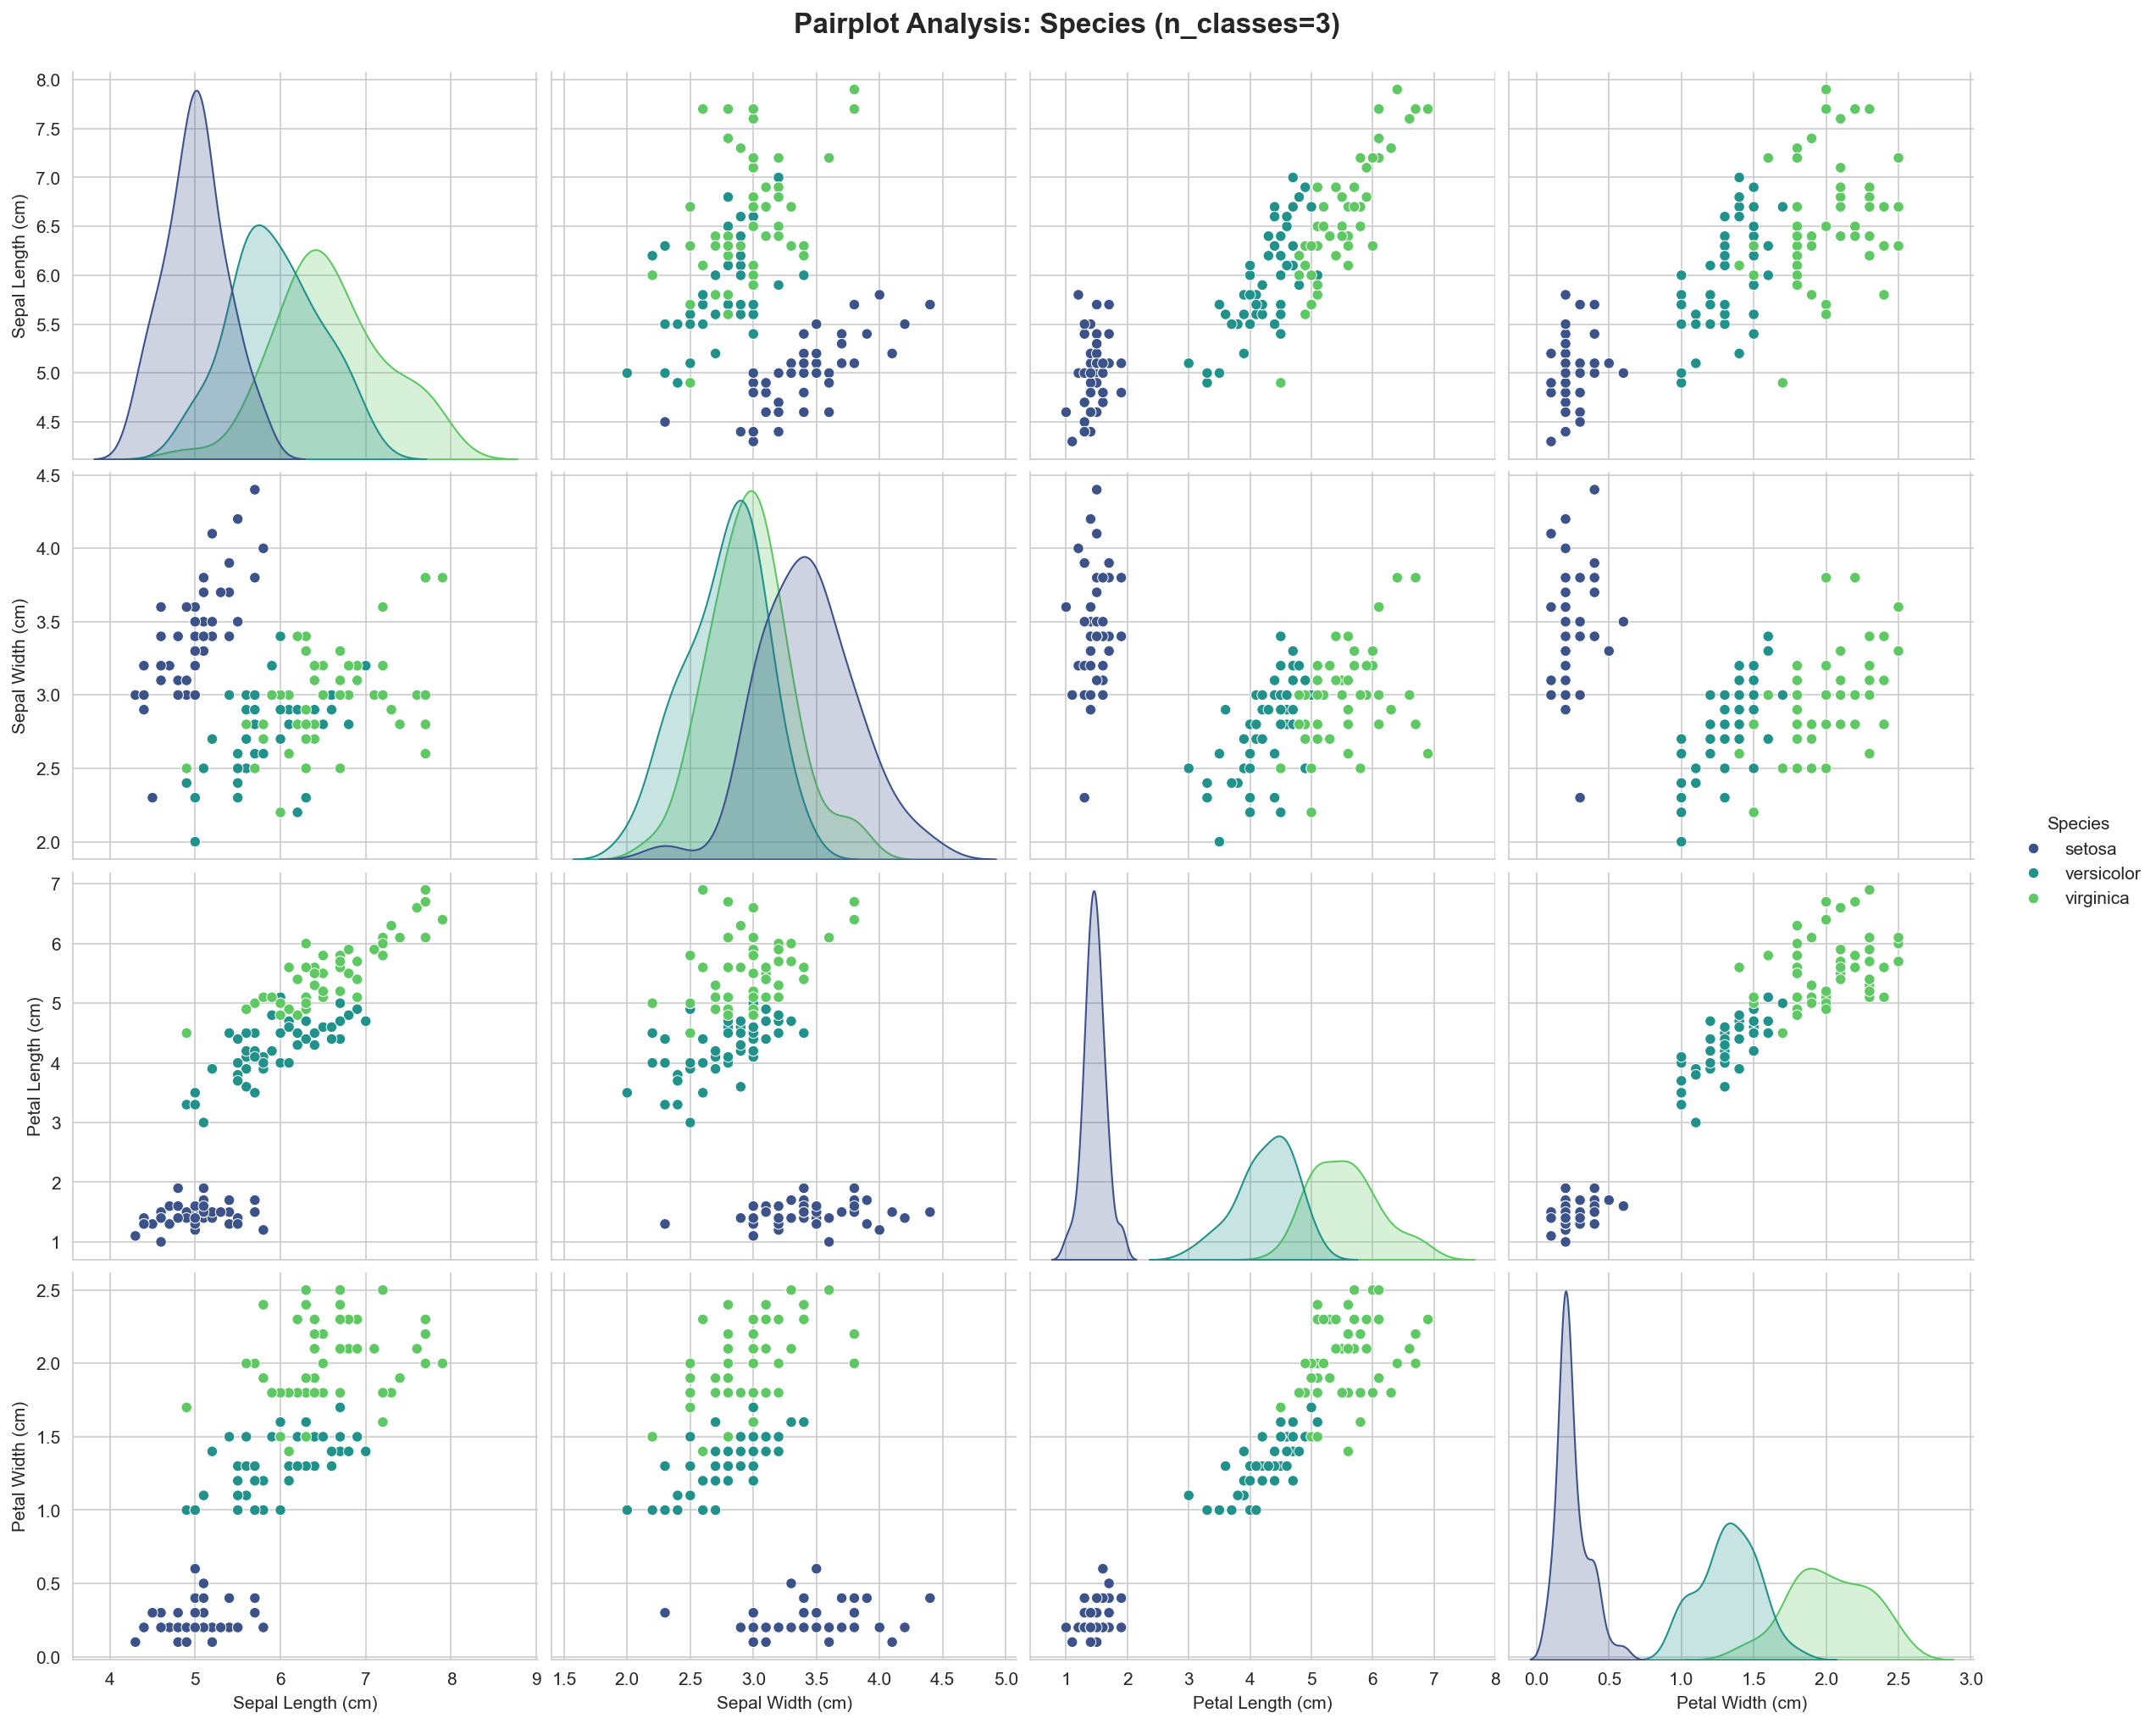 Pairplot Analysis: Species (n_classes=3)
8.0
7.5
7.0
6.5
6.0
5.5
5.0
4.5
Sepal Length (cm)
4.5
4.0
3.5
3.0
2.5
2.0
Sepal Width (cm)
Species
setosa
versicolor
virginica
7
6
5
4
3
2
1
Petal Length (cm)
2.5
2.0
1.5
1.0
0.5
0.0
Petal Width (cm)
4 5 6 7 8 9
1.5 2.0 2.5 3.0 3.5 4.0 4.5 5.0
1 2 3 4 5 6 7 8
0.0 0.5 1.0 1.5 2.0 2.5 3.0
Sepal Length (cm)
Sepal Width (cm)
Petal Length (cm)
Petal Width (cm)